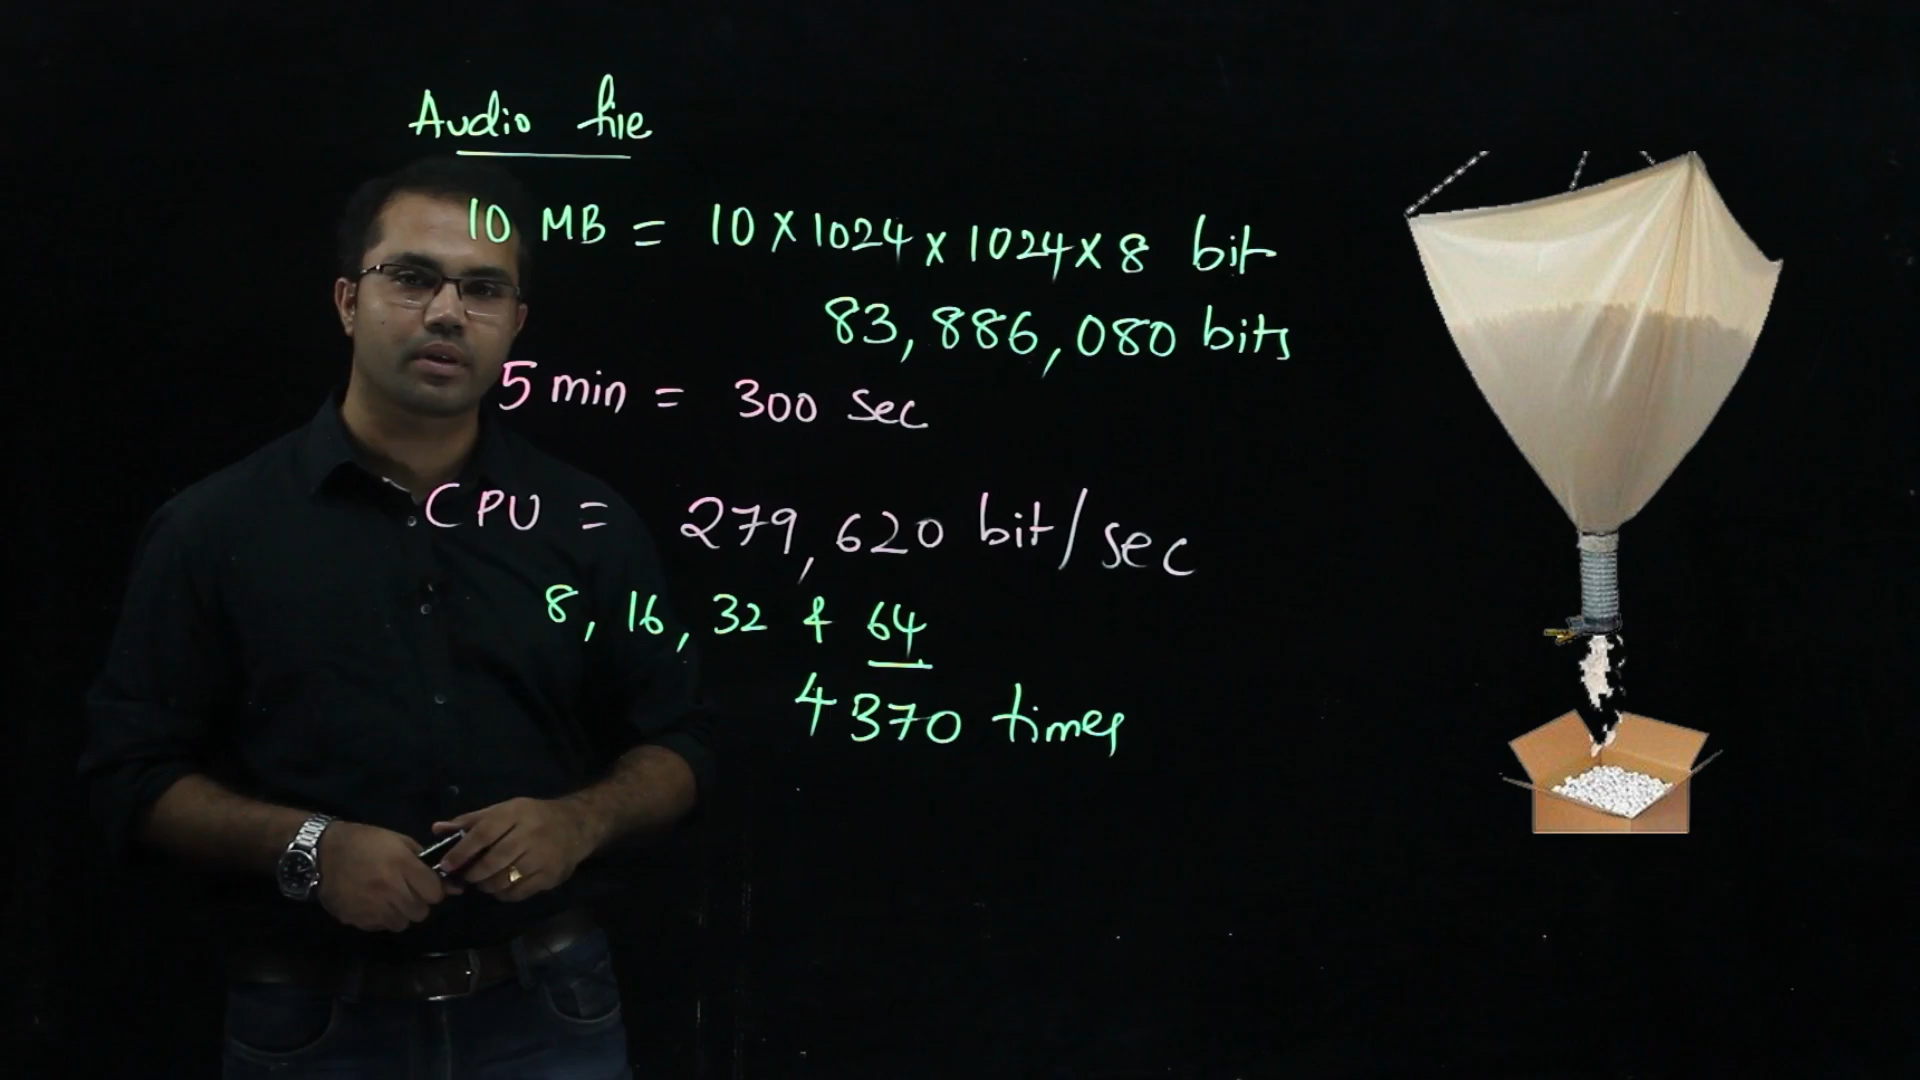 Audio file
10 MB = 10 X 1024 X 1024 X 8 bit
83,886,080 bits
5 min = 300 Sec
CPU = 279,620 bit/sec
8, 16, 32 & 64
4370 times